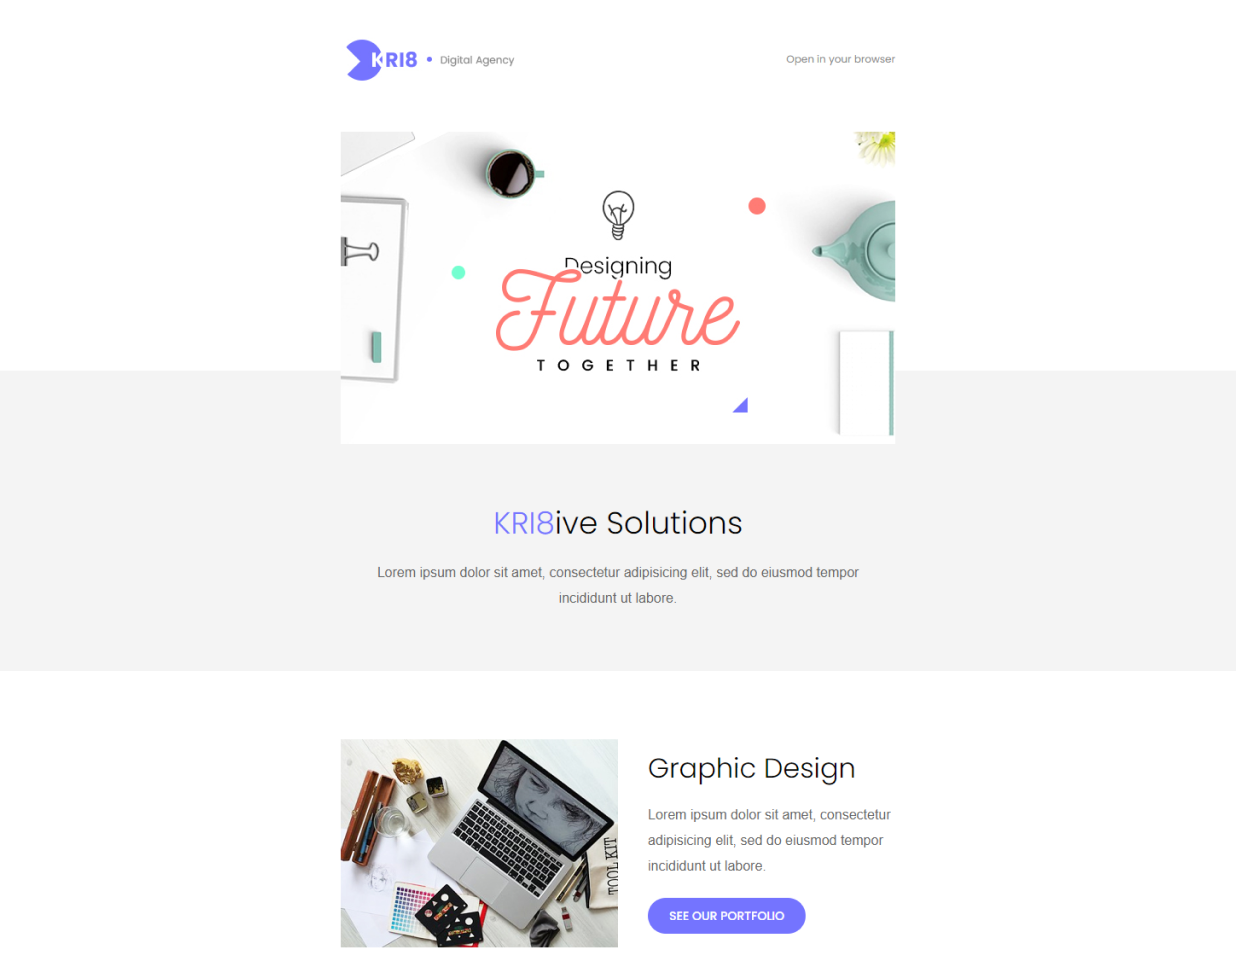 KRI8 • Digital Agency
Open in your browser
Designing
Future
TOGETHER
KRI8ive Solutions
Lorem ipsum dolor sit amet, consectetur adipisicing elit, sed do eiusmod tempor
incididunt ut labore.
TOOL KIT
Graphic Design
Lorem ipsum dolor sit amet, consectetur
adipisicing elit, sed do eiusmod tempor
incididunt ut labore.
SEE OUR PORTFOLIO